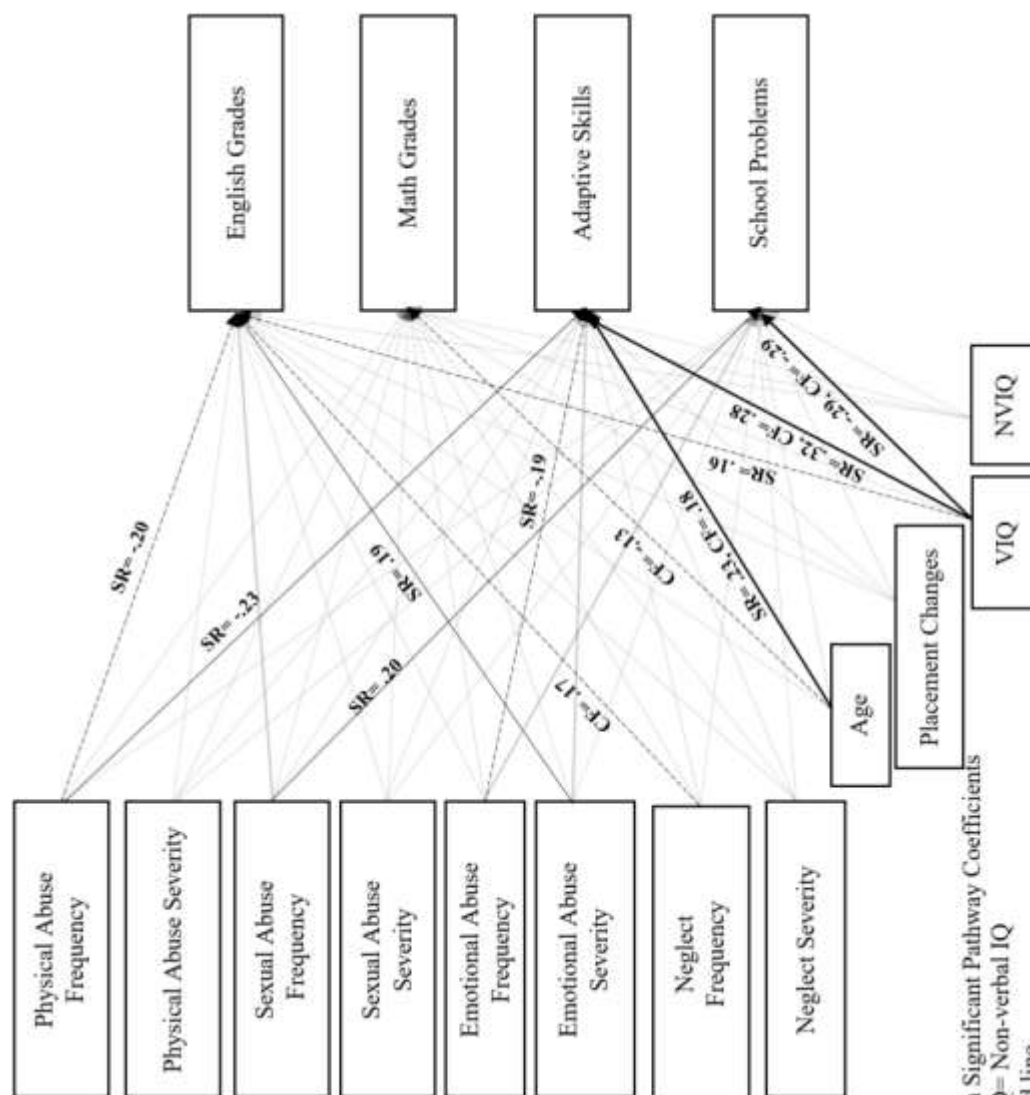 Physical Abuse
Frequency
Physical Abuse Severity
Sexual Abuse
Frequency
Sexual Abuse
Severity
Emotional Abuse
Frequency
Emotional Abuse
Severity
Neglect
Frequency
Neglect Severity
English Grades
Math Grades
Adaptive Skills
School Problems
SR= -.20
SR= -.23
SR= .19
SR= .20
CF= .17
SR= -.19
CF= -.13
SR= .23, CF= .18
SR= .16
SR= .32, CF= .28
SR= -.29, CF= -.29
Age
Placement Changes
VIQ
NVIQ
Significant Pathway Coefficients
= Non-verbal IQ
line